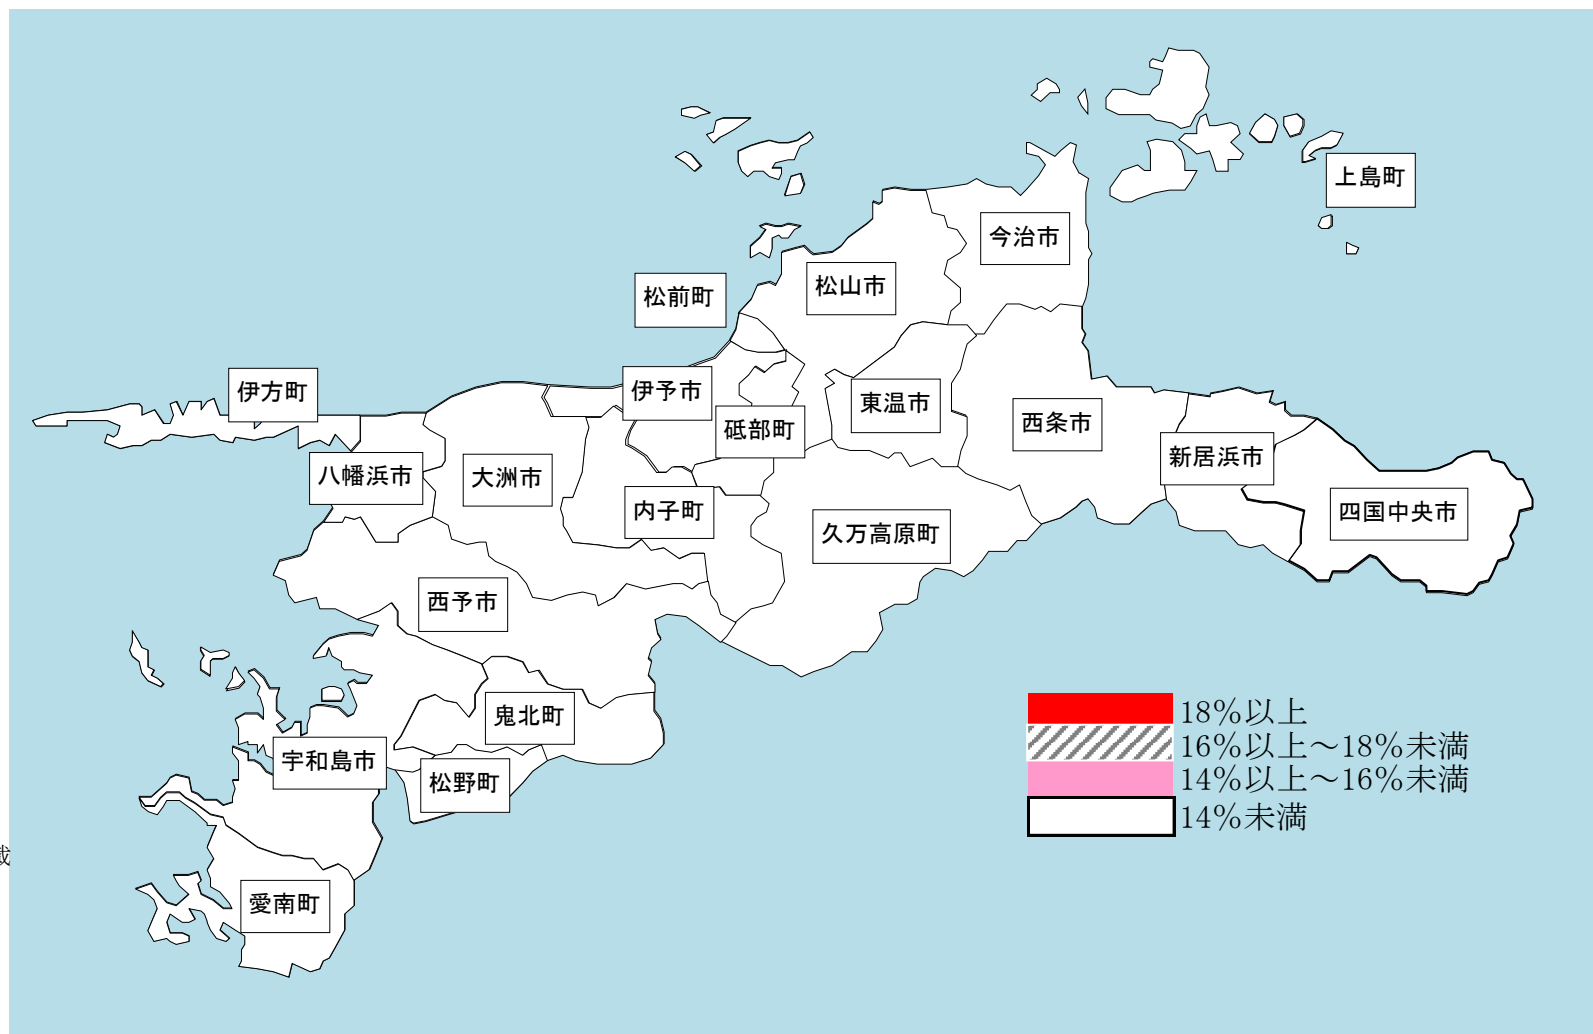 上島町
今治市
松山市
松前町
伊方町
伊予市
東温市
砥部町
西条市
新居浜市
八幡浜市
大洲市
内子町
久万高原町
四国中央市
西予市
鬼北町
宇和島市
松野町
愛南町
18%以上
16%以上～18%未満
14%以上～16%未満
14%未満